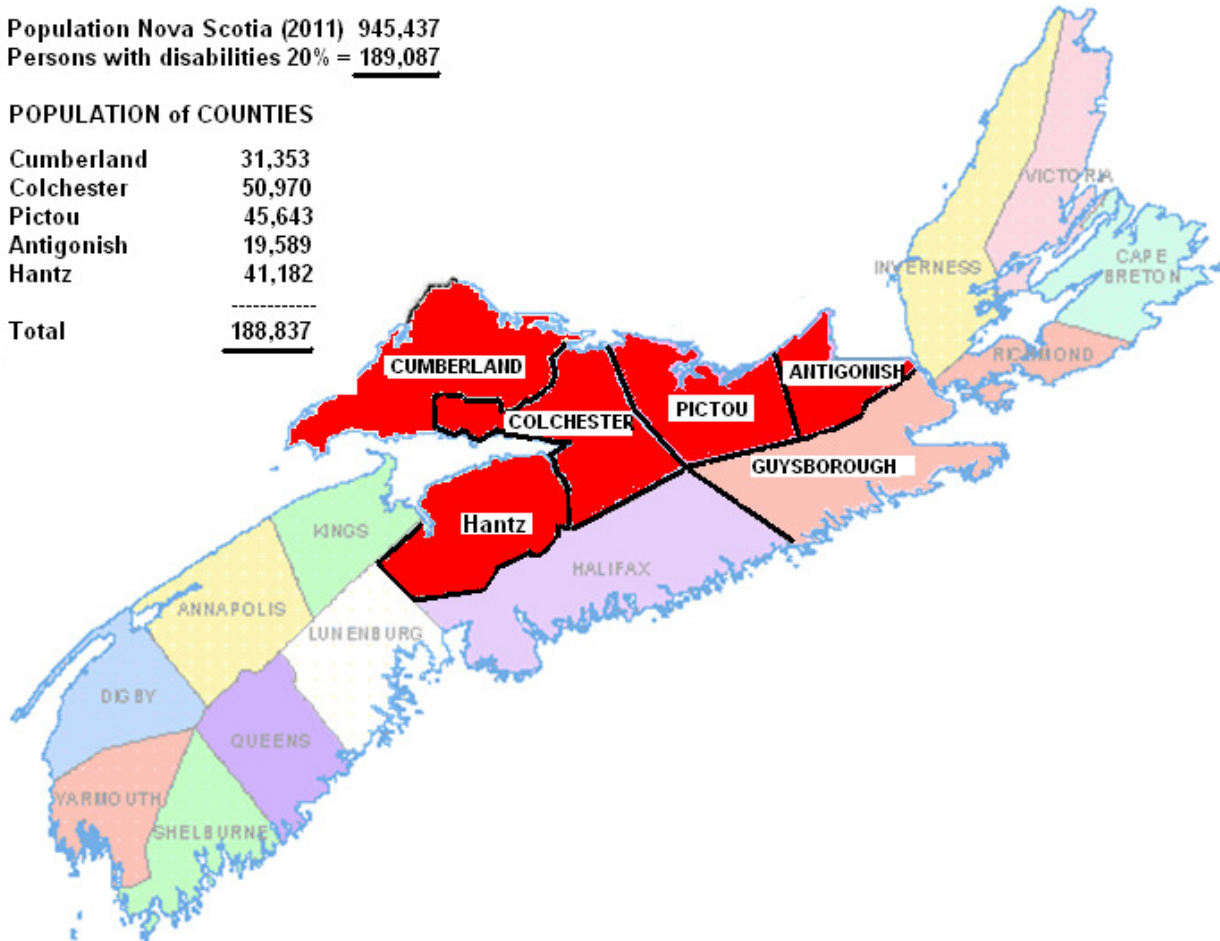 Population Nova Scotia (2011) 945,437
Persons with disabilities 20% = 189,087
POPULATION of COUNTIES
Cumberland 31,353
Colchester 50,970
Pictou 45,643
Antigonish 19,589
Hantz 41,182
------------
Total 188,837
VICTORIA
INVERNESS
CAPE
BRETON
RICHMOND
CUMBERLAND
ANTIGONISH
COLCHESTER
PICTOU
GUYSBOROUGH
Hantz
KINGS
HALIFAX
ANNAPOLIS
LUNENBURG
DIGBY
QUEENS
YARMOUTH
SHELBURNE